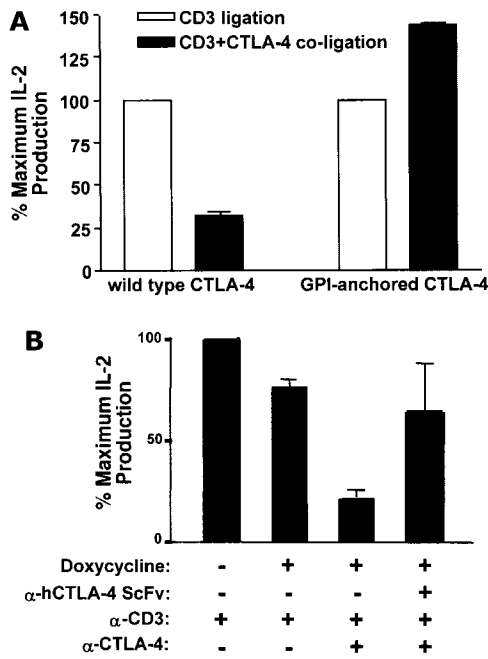 A
CD3 ligation
CD3+CTLA-4 co-ligation
% Maximum IL-2
Production
150
125
100
75
50
25
0
wild type CTLA-4
GPI-anchored CTLA-4
B
% Maximum IL-2
Production
100
50
0
Doxycycline: - + + +
α-hCTLA-4 ScFv: - - - +
α-CD3: + + + +
α-CTLA-4: - - + +